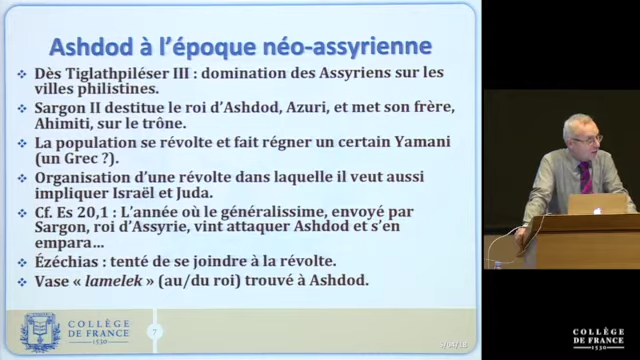 Ashdod à l'époque néo-assyrienne
Dès Tiglathpiléser III : domination des Assyriens sur les
villes philistines.
Sargon II destitue le roi d'Ashdod, Azuri, et met son frère,
Ahimiti, sur le trône.
La population se révolte et fait régner un certain Yamani
(un Grec ?).
Organisation d'une révolte dans laquelle il veut aussi
impliquer Israël et Juda.
Cf. Es 20,1 : L'année où le généralissime, envoyé par
Sargon, roi d'Assyrie, vint attaquer Ashdod et s'en
empara…
Ézéchias : tenté de se joindre à la révolte.
Vase « lamelek » (au/du roi) trouvé à Ashdod.
COLLÈGE
DE FRANCE
1530
7
COLLÈGE
DE FRANCE
1530